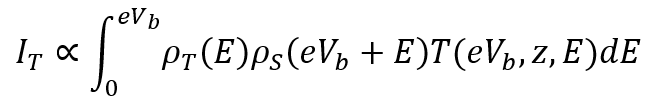 I_T ∝ ∫_0^{eV_b} ρ_T(E)ρ_S(eV_b + E)T(eV_b, z, E)dE